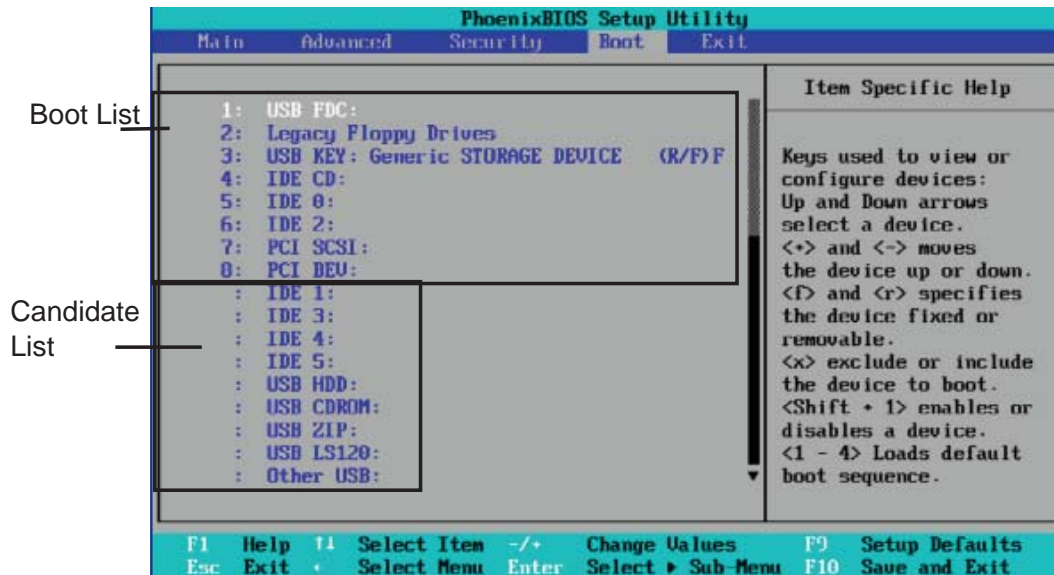 PhoenixBIOS Setup Utility
Main Advanced Security Boot Exit
Boot List
1: USB FDC:
2: Legacy Floppy Drives
3: USB KEY: Generic STORAGE DEVICE (R/F)F
4: IDE CD:
5: IDE 0:
6: IDE 2:
7: PCI SCSI:
8: PCI BEV:
Candidate
List
: IDE 1:
: IDE 3:
: IDE 4:
: IDE 5:
: USB HDD:
: USB CDROM:
: USB ZIP:
: USB LS120:
: Other USB:
Item Specific Help
Keys used to view or
configure devices:
Up and Down arrows
select a device.
<+> and <-> moves
the device up or down.
<f> and <r> specifies
the device fixed or
removable.
<x> exclude or include
the device to boot.
<Shift + 1> enables or
disables a device.
<1 - 4> Loads default
boot sequence.
F1 Help ↑↓ Select Item -/+ Change Values F9 Setup Defaults
Esc Exit Select Menu Enter Select ▶ Sub-Menu F10 Save and Exit